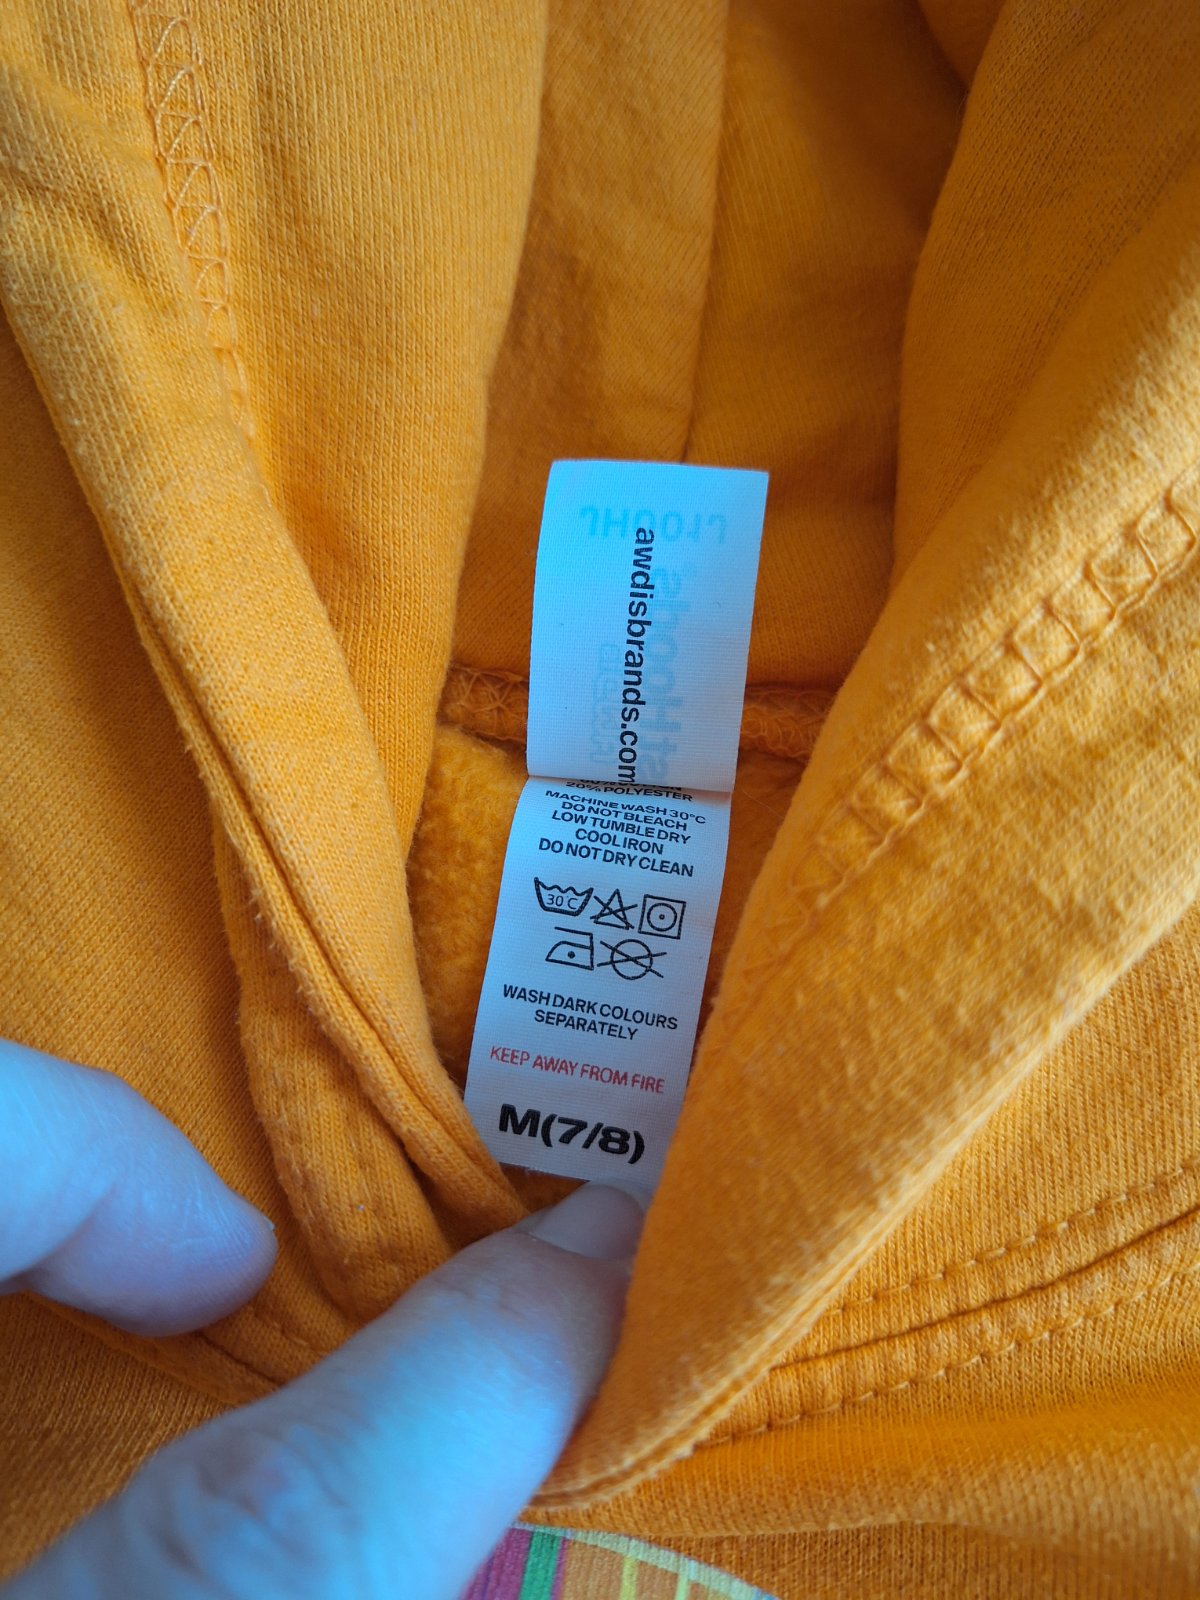 awdisbrands.com
20% POLYESTER
MACHINE WASH 30°C
DO NOT BLEACH
LOW TUMBLE DRY
COOL IRON
DO NOT DRY CLEAN
30 C
WASH DARK COLOURS
SEPARATELY
KEEP AWAY FROM FIRE
M(7/8)